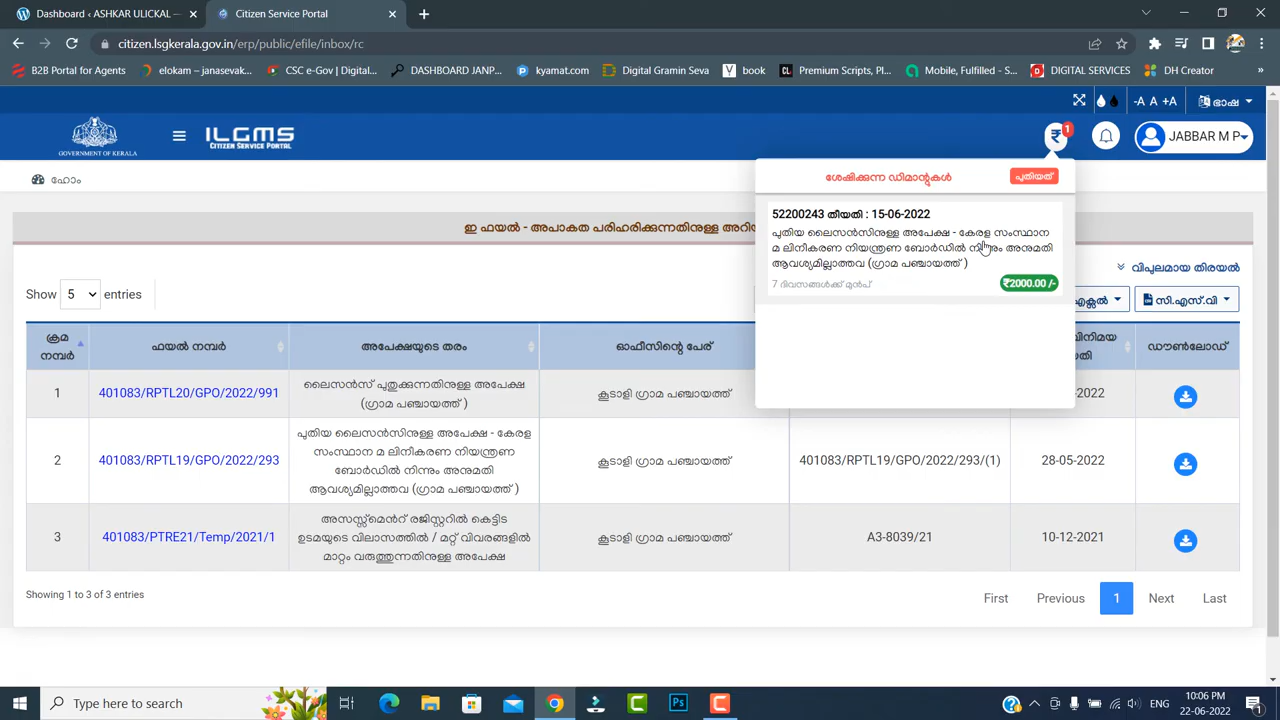 Dashboard ‹ ASHKAR ULICKAL —
Citizen Service Portal
citizen.lsgkerala.gov.in/erp/public/efile/inbox/rc
B2B Portal for Agents
elokam – janasevak...
CSC e-Gov | Digital...
DASHBOARD JANP...
kyamat.com
Digital Gramin Seva
book
Premium Scripts, Pl...
Mobile, Fulfilled - S...
DIGITAL SERVICES
DH Creator
-A A +A
ഭാഷ
GOVERNMENT OF KERALA
ILGMS
CITIZEN SERVICE PORTAL
₹ 1
JABBAR M P
ഹോം
ശേഷിക്കുന്ന ഡിമാന്റുകൾ
പുതിയത്
52200243 തീയതി : 15-06-2022
പുതിയ ലൈസൻസിനുള്ള അപേക്ഷ - കേരള സംസ്ഥാന
മ ലിനീകരണ നിയന്ത്രണ ബോർഡിൽ നിന്നും അനുമതി
ആവശ്യമില്ലാത്തവ (ഗ്രാമ പഞ്ചായത്ത് )
7 ദിവസങ്ങൾക്ക് മുൻപ്
₹2000.00 /-
ഇ ഫയൽ - അപാകത പരിഹരിക്കുന്നതിനുള്ള
വിപുലമായ തിരയൽ
Show 5 entries
എക്സൽ
സി.എസ്.വി
ക്രമ നമ്പർ
ഫയൽ നമ്പർ
അപേക്ഷയുടെ തരം
ഓഫീസിന്റെ പേര്
ഡൗൺലോഡ്
1
401083/RPTL20/GPO/2022/991
ലൈസൻസ് പുതുക്കുന്നതിനുള്ള അപേക്ഷ
(ഗ്രാമ പഞ്ചായത്ത് )
കൂടാളി ഗ്രാമ പഞ്ചായത്ത്
-2022
2
401083/RPTL19/GPO/2022/293
പുതിയ ലൈസൻസിനുള്ള അപേക്ഷ - കേരള
സംസ്ഥാന മ ലിനീകരണ നിയന്ത്രണ
ബോർഡിൽ നിന്നും അനുമതി
ആവശ്യമില്ലാത്തവ (ഗ്രാമ പഞ്ചായത്ത് )
കൂടാളി ഗ്രാമ പഞ്ചായത്ത്
401083/RPTL19/GPO/2022/293/(1)
28-05-2022
3
401083/PTRE21/Temp/2021/1
അസസ്സ്‌മെൻറ് രജിസ്റ്ററിൽ കെട്ടിട
ഉടമയുടെ വിലാസത്തിൽ / മറ്റ് വിവരങ്ങളിൽ
മാറ്റം വരുത്തുന്നതിനുള്ള അപേക്ഷ
കൂടാളി ഗ്രാമ പഞ്ചായത്ത്
A3-8039/21
10-12-2021
Showing 1 to 3 of 3 entries
First Previous 1 Next Last
Type here to search
ENG
10:06 PM
22-06-2022